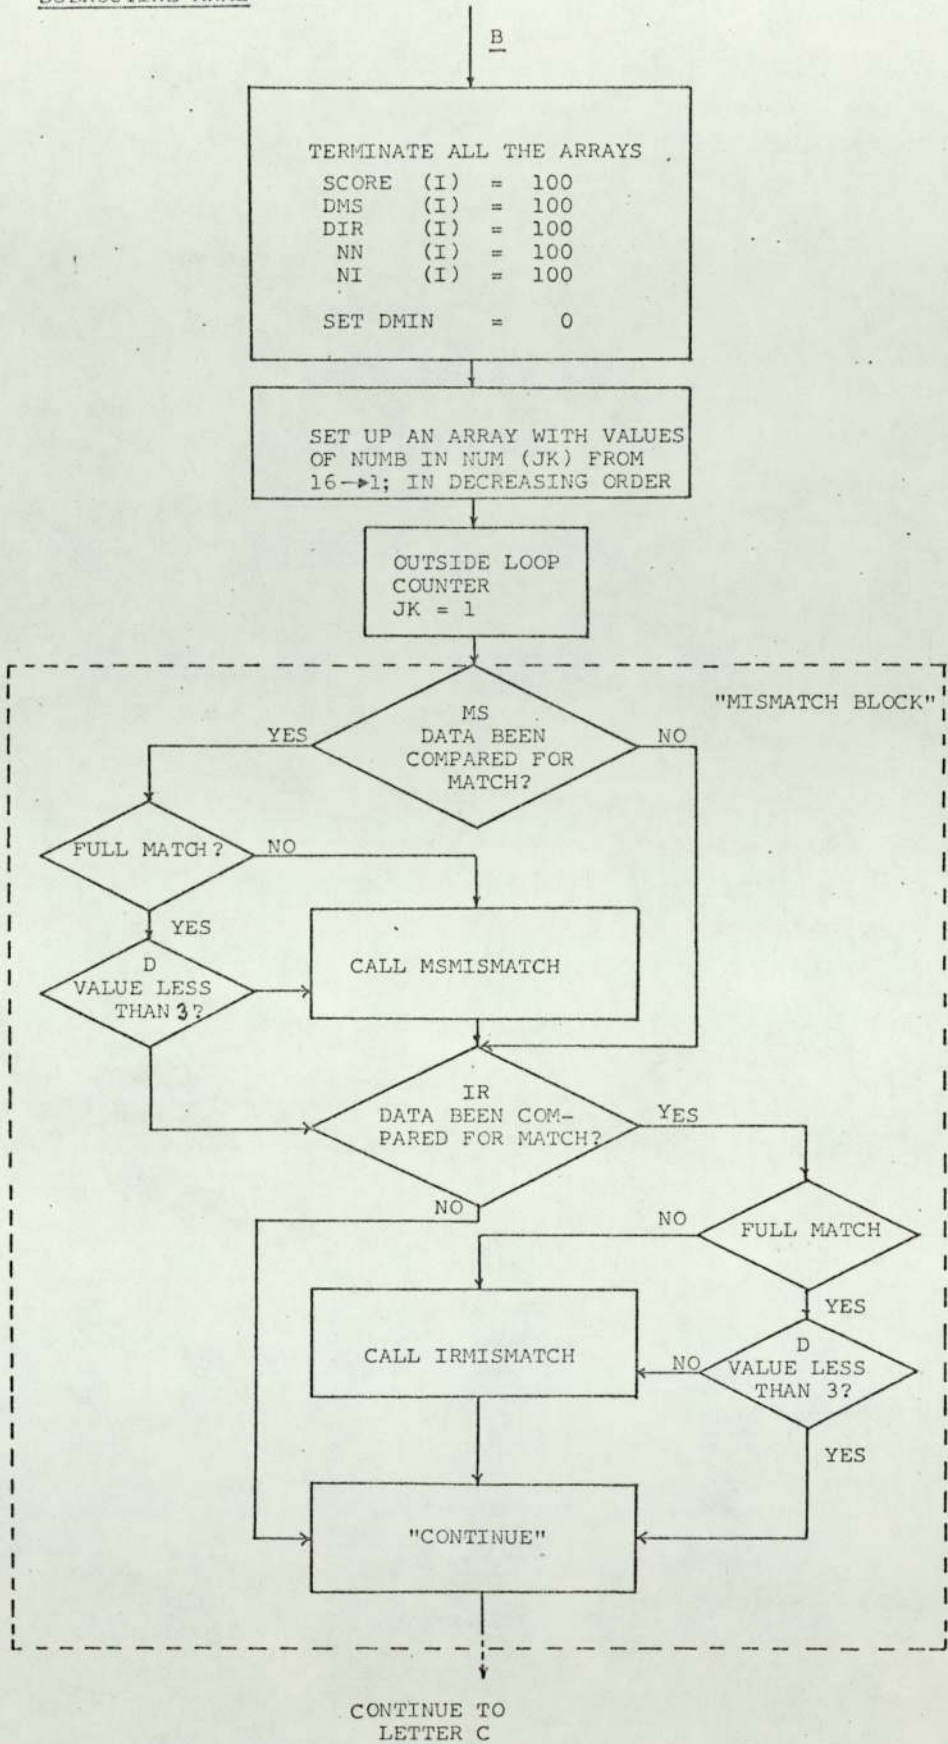 B
TERMINATE ALL THE ARRAYS
SCORE (I) = 100
DMS (I) = 100
DIR (I) = 100
NN (I) = 100
NI (I) = 100
SET DMIN = 0
SET UP AN ARRAY WITH VALUES
OF NUMB IN NUM (JK) FROM
16→1; IN DECREASING ORDER
OUTSIDE LOOP
COUNTER
JK = 1
"MISMATCH BLOCK"
MS
DATA BEEN
COMPARED FOR
MATCH?
YES
NO
FULL MATCH?
NO
YES
CALL MSMISMATCH
D
VALUE LESS
THAN 3?
IR
DATA BEEN COM-
PARED FOR MATCH?
YES
NO
NO
FULL MATCH
YES
CALL IRMISMATCH
NO
D
VALUE LESS
THAN 3?
YES
"CONTINUE"
CONTINUE TO
LETTER C